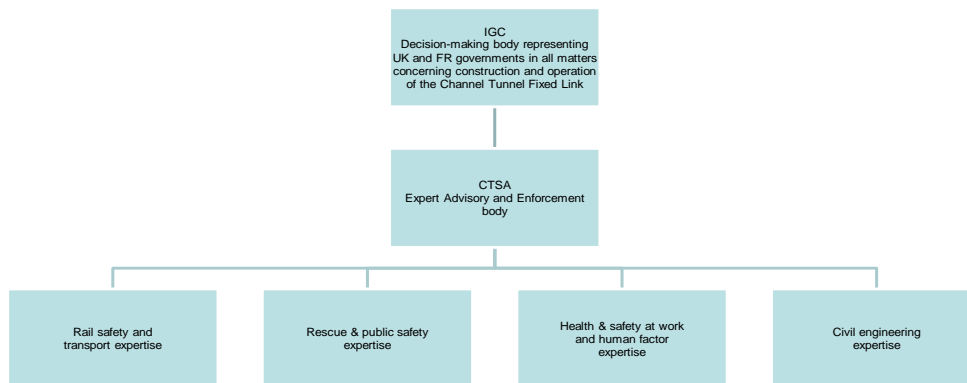 IGC
Decision-making body representing
UK and FR governments in all matters
concerning construction and operation
of the Channel Tunnel Fixed Link
CTSA
Expert Advisory and Enforcement
body
Rail safety and
transport expertise
Rescue & public safety
expertise
Health & safety at work
and human factor
expertise
Civil engineering
expertise